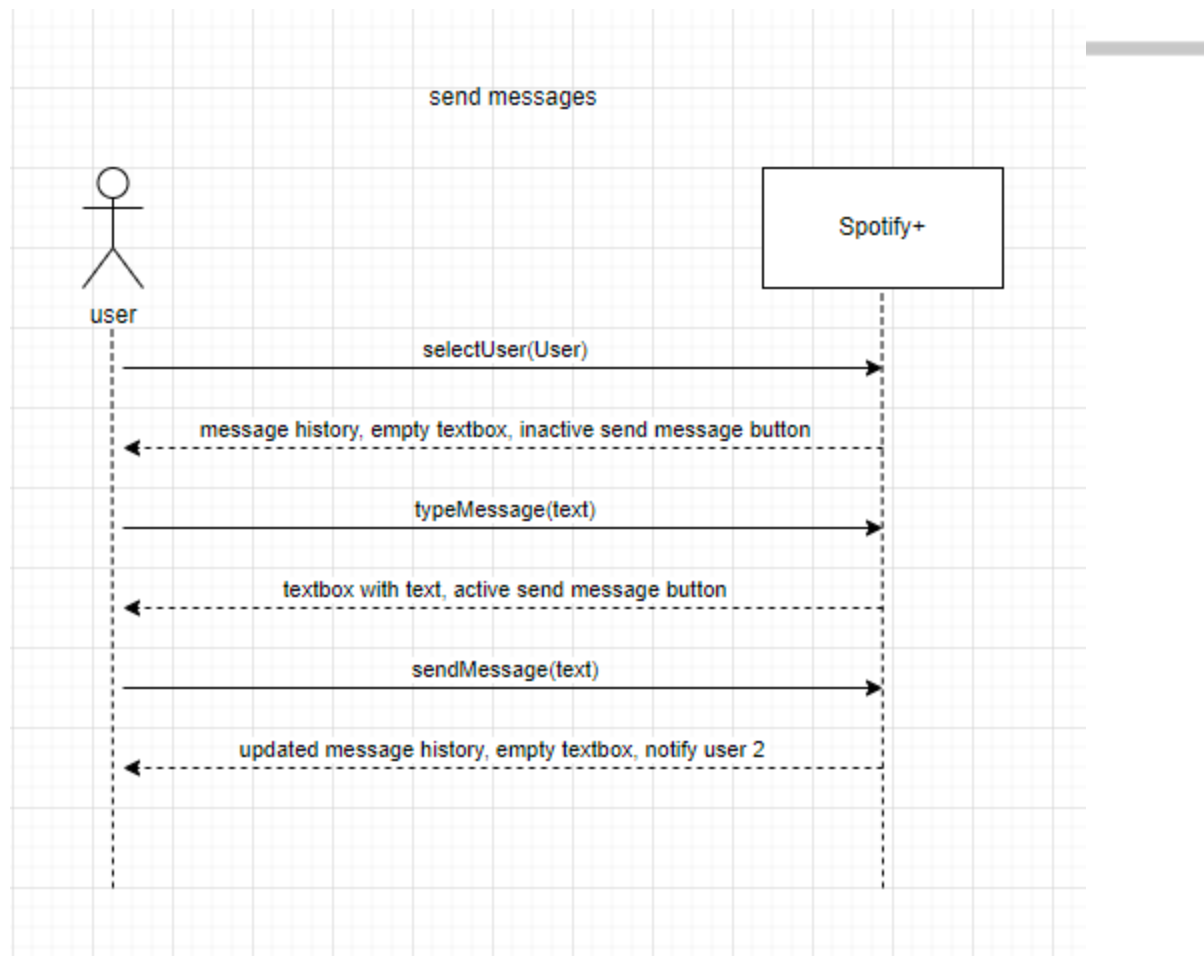 send messages
Spotify+
user
selectUser(User)
message history, empty textbox, inactive send message button
typeMessage(text)
textbox with text, active send message button
sendMessage(text)
updated message history, empty textbox, notify user 2